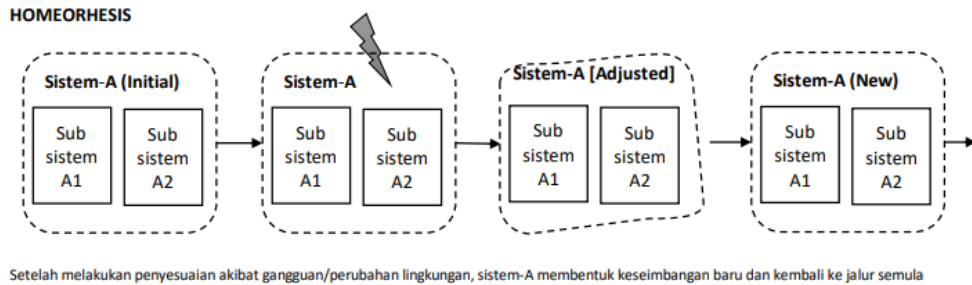 HOMEORHESIS
Sistem-A (Initial)
Sub
sistem
A1
Sub
sistem
A2
Sistem-A
Sub
sistem
A1
Sub
sistem
A2
Sistem-A [Adjusted]
Sub
sistem
A1
Sub
sistem
A2
Sistem-A (New)
Sub
sistem
A1
Sub
sistem
A2
Setelah melakukan penyesuaian akibat gangguan/perubahan lingkungan, sistem-A membentuk keseimbangan baru dan kembali ke jalur semula